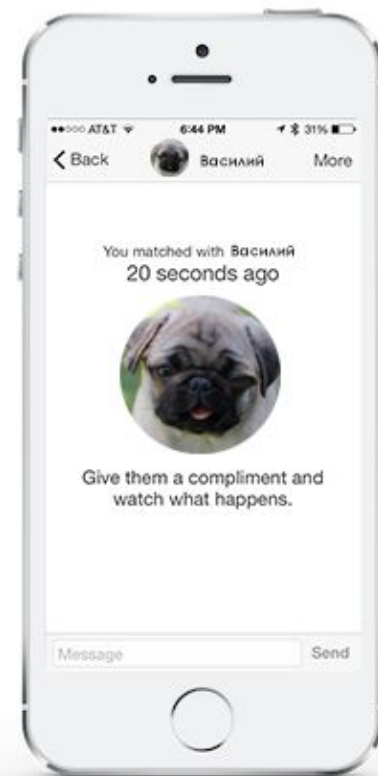 AT&T 6:44 PM 31%
Back Василий More
You matched with Василий
20 seconds ago
Give them a compliment and
watch what happens.
Message Send